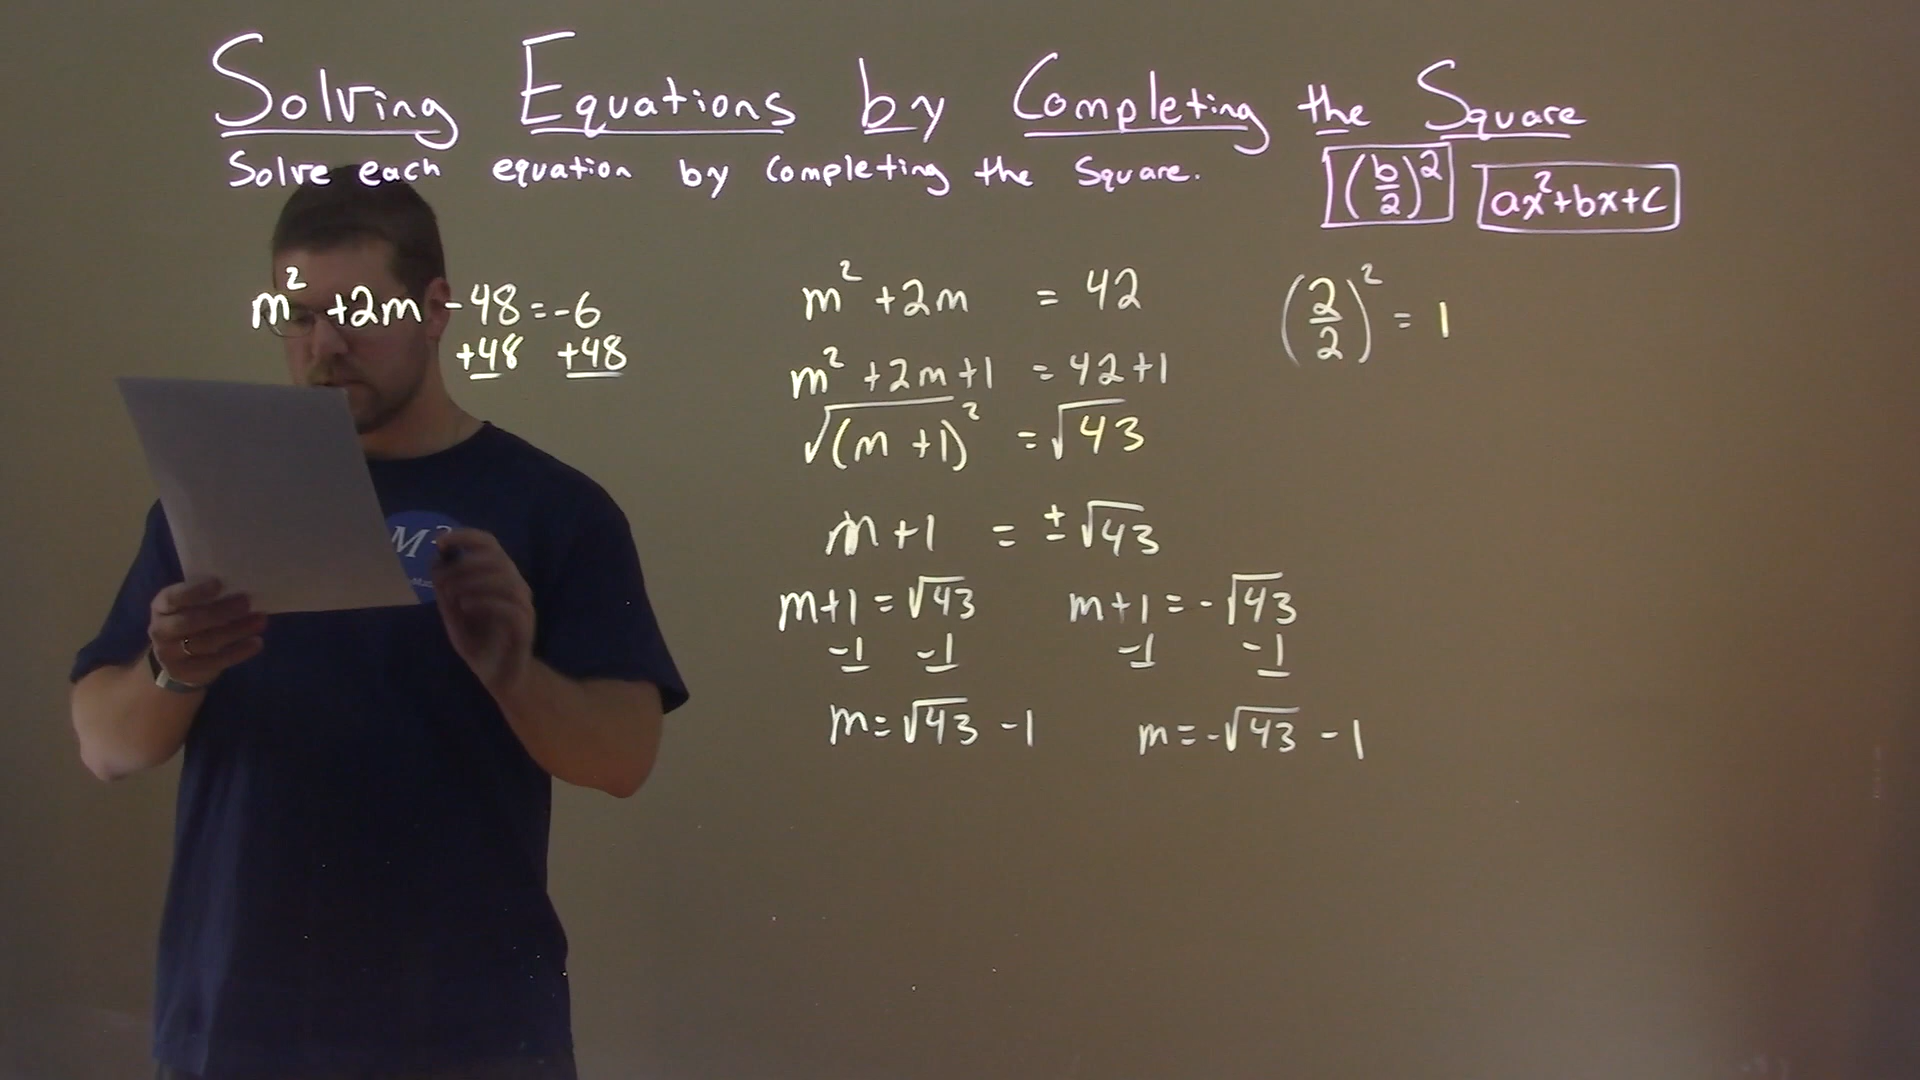 Solving Equations by Completing the Square
Solve each equation by Completing the Square.
(b/2)² ax²+bx+c
m² +2m -48 = -6
+48 +48
m² +2m = 42
(2/2)² = 1
m² +2m +1 = 42+1
√(m +1)² = √43
m +1 = ±√43
m+1 = √43 m+1 = -√43
-1 -1 -1 -1
m = √43 -1 m = -√43 -1
M²